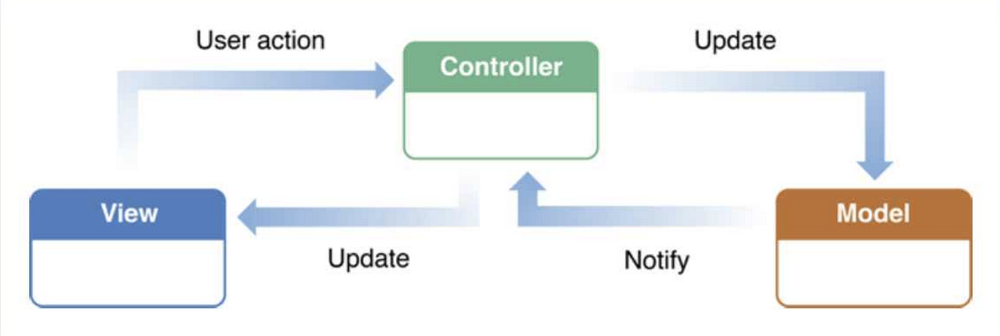 User action
Controller
Update
View
Model
Update
Notify